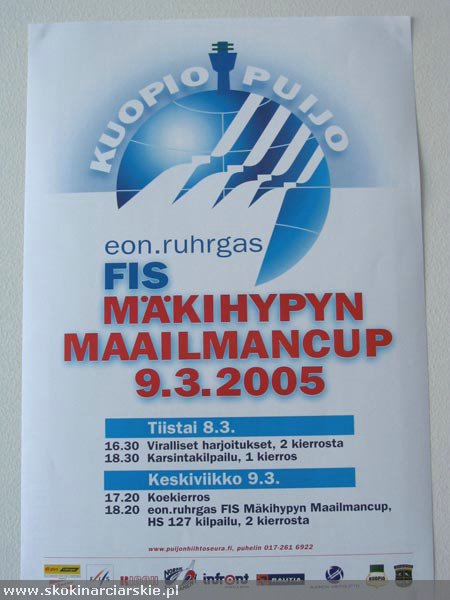 KUOPIO PUIJO
eon.ruhrgas
FIS
MÄKIHYPYN
MAAILMANCUP
9.3.2005
Tiistai 8.3.
16.30 Viralliset harjoitukset, 2 kierrosta
18.30 Karsintakilpailu, 1 kierros
Keskiviikko 9.3.
17.20 Koekierros
18.20 eon.ruhrgas FIS Mäkihypyn Maailmancup,
HS 127 kilpailu, 2 kierrosta
www.puijonhiihtoseura.fi, puhelin 017-261 6922
infront RAUTIA KUOPIO
www.skokinarciarskie.pl